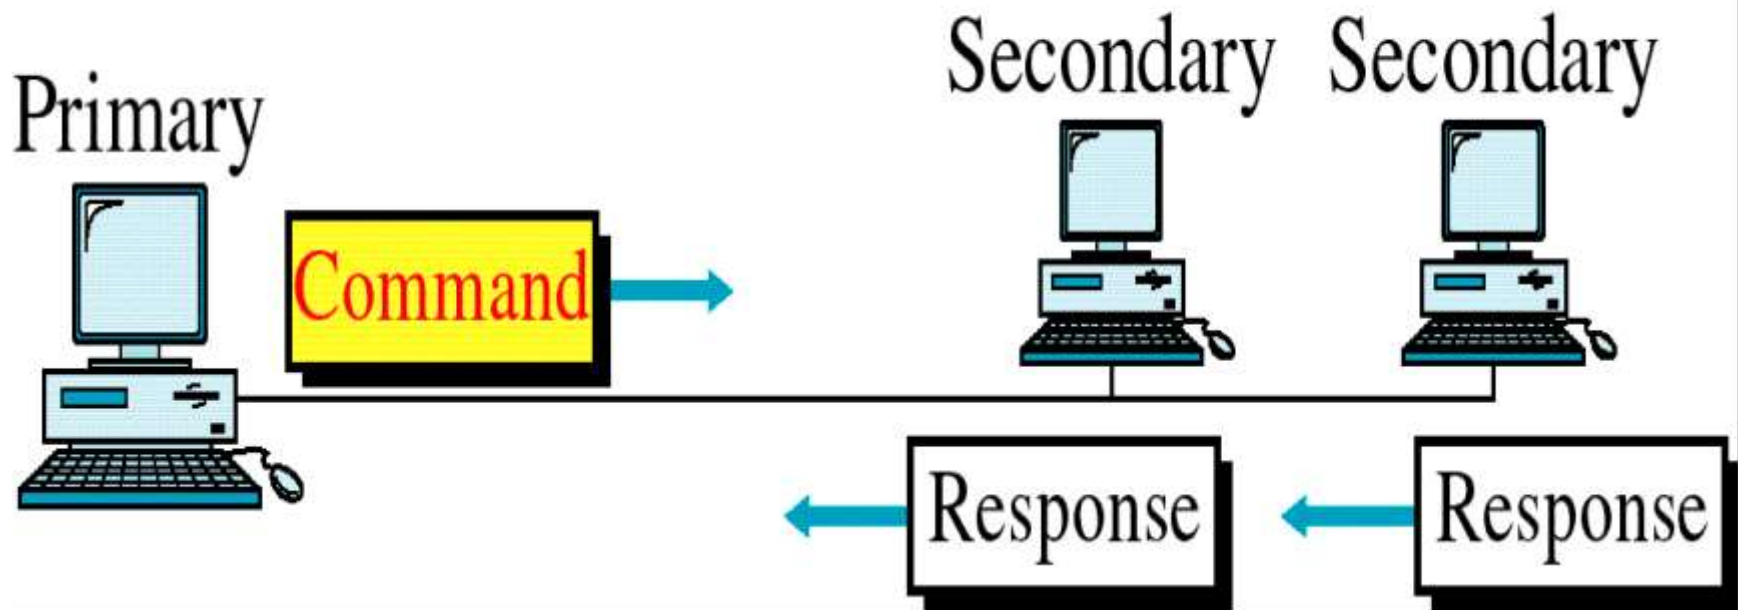 Secondary Secondary
Primary
Command
Response Response